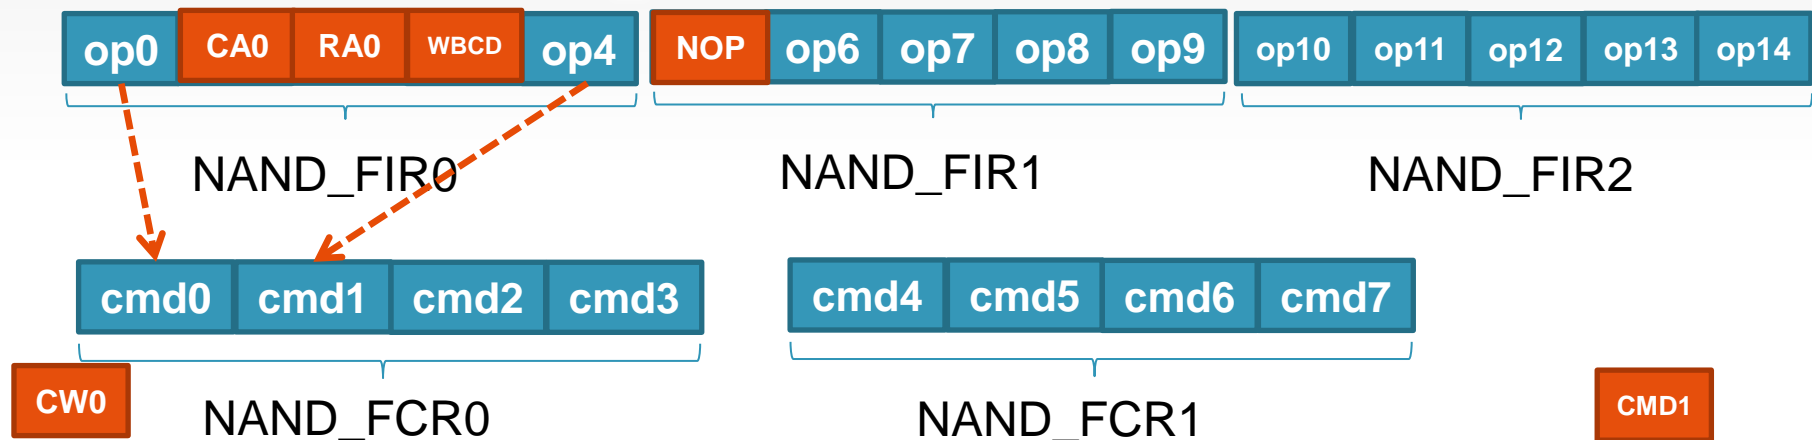 op0 CA0 RA0 WBCD op4 NOP op6 op7 op8 op9 op10 op11 op12 op13 op14
NAND_FIR0 NAND_FIR1 NAND_FIR2
cmd0 cmd1 cmd2 cmd3 cmd4 cmd5 cmd6 cmd7
CW0 NAND_FCR0 NAND_FCR1 CMD1